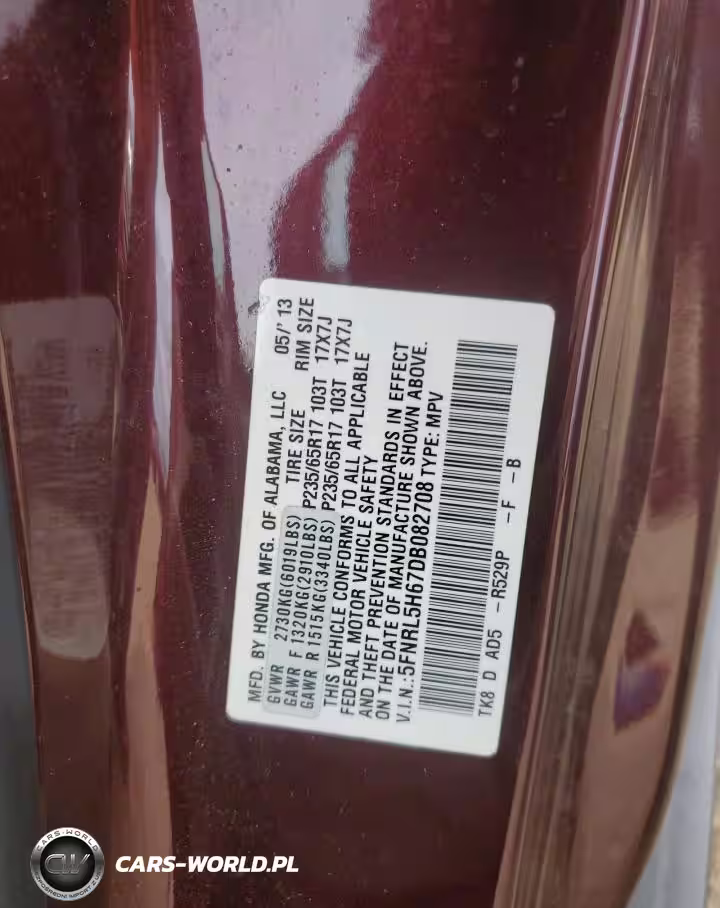 MFD. BY HONDA MFG. OF ALABAMA, LLC 05/'13
GVWR 2730KG(6019LBS) TIRE SIZE RIM SIZE
GAWR F 1320KG(2910LBS) P235/65R17 103T 17X7J
GAWR R 1515KG(3340LBS) P235/65R17 103T 17X7J
THIS VEHICLE CONFORMS TO ALL APPLICABLE
FEDERAL MOTOR VEHICLE SAFETY
AND THEFT PREVENTION STANDARDS IN EFFECT
ON THE DATE OF MANUFACTURE SHOWN ABOVE.
V.I.N.:5FNRL5H67DB082708 TYPE: MPV
TK8 D AD5 -R529P -F -B
CARS-WORLD
CW
CARS-WORLD.PL